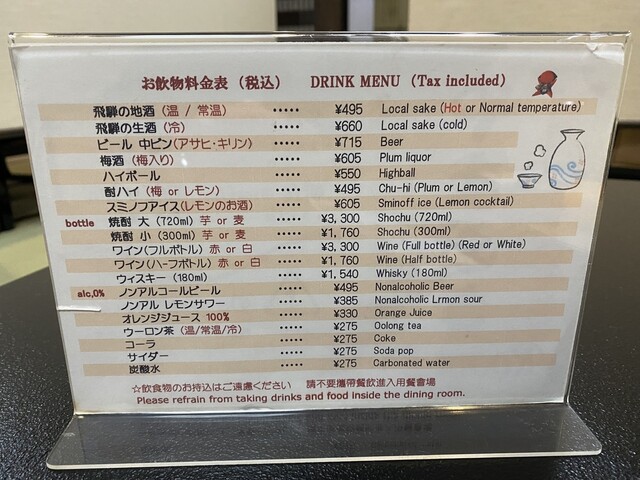 お飲物料金表（税込） DRINK MENU (Tax included)
飛騨の地酒（温 / 常温） ・・・・・ ¥495 Local sake (Hot or Normal temperature)
飛騨の生酒（冷） ・・・・・ ¥660 Local sake (cold)
ビール 中ビン（アサヒ・キリン） ・・・・・ ¥715 Beer
梅酒（梅入り） ・・・・・ ¥605 Plum liquor
ハイボール ・・・・・ ¥550 Highball
酎ハイ（梅 or レモン） ・・・・・ ¥495 Chu-hi (Plum or Lemon)
スミノフアイス（レモンのお酒） ・・・・・ ¥605 Sminoff ice (Lemon cocktail)
bottle 焼酎 大（720ml）芋 or 麦 ・・・・・ ¥3,300 Shochu (720ml)
焼酎 小（300ml）芋 or 麦 ・・・・・ ¥1,760 Shochu (300ml)
ワイン（フルボトル）赤 or 白 ・・・・・ ¥3,300 Wine (Full bottle) (Red or White)
ワイン（ハーフボトル）赤 or 白 ・・・・・ ¥1,760 Wine (Half bottle)
ウィスキー（180ml） ・・・・・ ¥1,540 Whisky (180ml)
alc,0% ノンアルコールビール ・・・・・ ¥495 Nonalcoholic Beer
ノンアル レモンサワー ・・・・・ ¥385 Nonalcoholic Lrmon sour
オレンジジュース 100% ・・・・・ ¥330 Orange Juice
ウーロン茶（温/常温/冷） ・・・・・ ¥275 Oolong tea
コーラ ・・・・・ ¥275 Coke
サイダー ・・・・・ ¥275 Soda pop
炭酸水 ・・・・・ ¥275 Carbonated water
☆飲食物のお持込はご遠慮ください 請不要攜帶餐飲進入用餐會場
Please refrain from taking drinks and food inside the dining room.